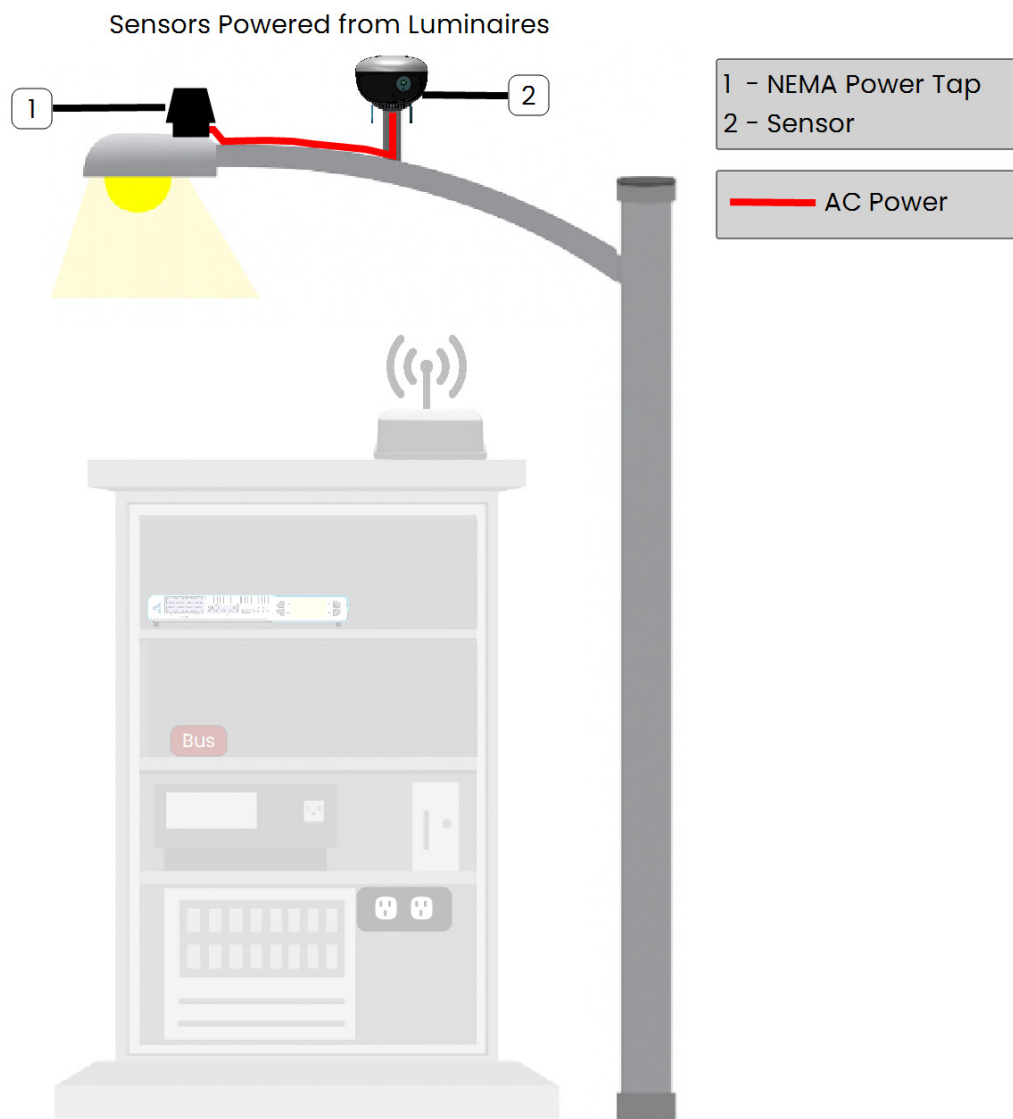 Sensors Powered from Luminaires
1
2
1 - NEMA Power Tap
2 - Sensor
AC Power
Bus